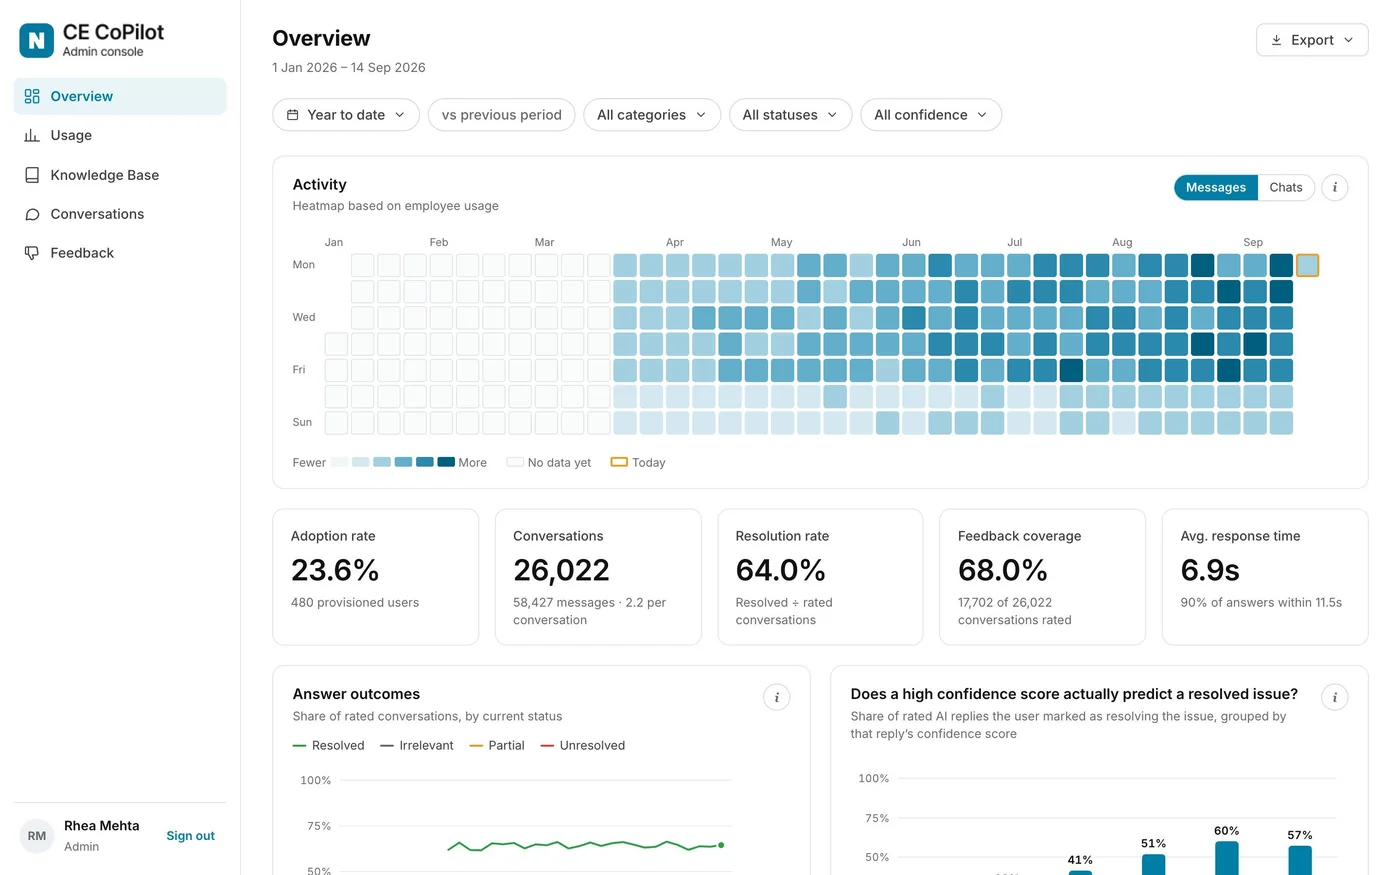 N
CE CoPilot
Admin console
Overview
Usage
Knowledge Base
Conversations
Feedback
RM
Rhea Mehta
Admin
Sign out
Overview
1 Jan 2026 – 14 Sep 2026
Export
Year to date
vs previous period
All categories
All statuses
All confidence
Activity
Heatmap based on employee usage
Messages
Chats
i
Jan Feb Mar Apr May Jun Jul Aug Sep
Mon
Wed
Fri
Sun
Fewer More No data yet Today
Adoption rate
23.6%
480 provisioned users
Conversations
26,022
58,427 messages · 2.2 per
conversation
Resolution rate
64.0%
Resolved ÷ rated
conversations
Feedback coverage
68.0%
17,702 of 26,022
conversations rated
Avg. response time
6.9s
90% of answers within 11.5s
Answer outcomes
i
Share of rated conversations, by current status
Resolved Irrelevant Partial Unresolved
100%
75%
50%
Does a high confidence score actually predict a resolved issue?
i
Share of rated AI replies the user marked as resolving the issue, grouped by
that reply's confidence score
100%
75%
50%
41%
51%
60%
57%